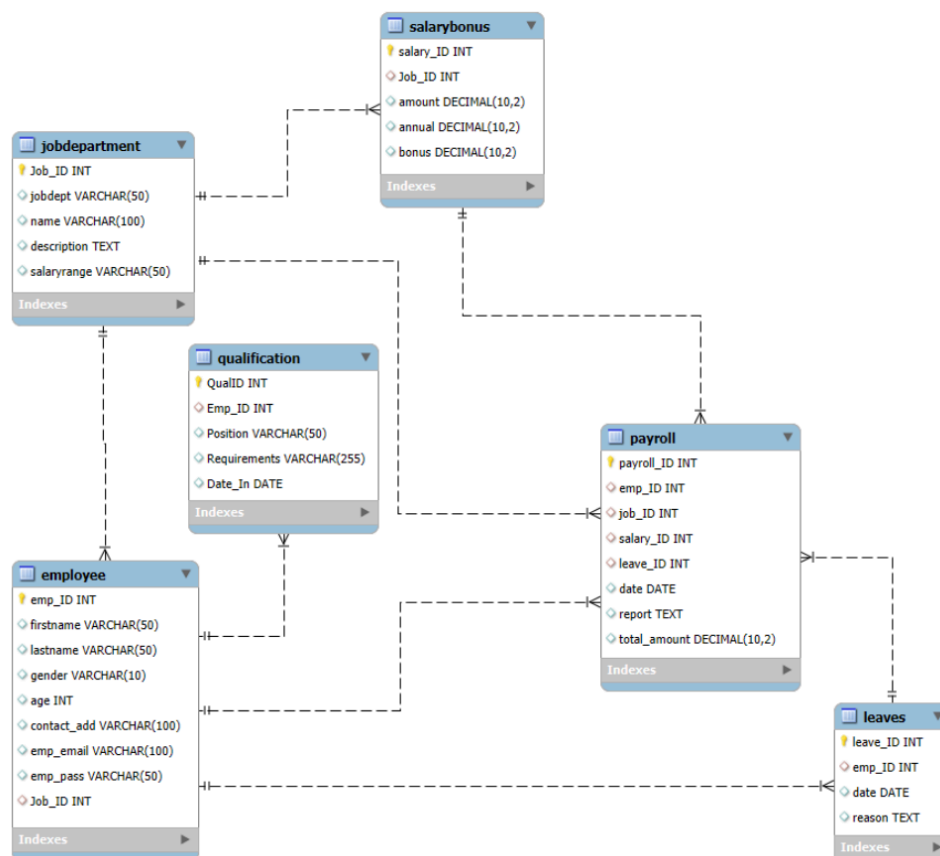 salarybonus
salary_ID INT
Job_ID INT
amount DECIMAL(10,2)
annual DECIMAL(10,2)
bonus DECIMAL(10,2)
Indexes
jobdepartment
Job_ID INT
jobdept VARCHAR(50)
name VARCHAR(100)
description TEXT
salaryrange VARCHAR(50)
Indexes
qualification
QualID INT
Emp_ID INT
Position VARCHAR(50)
Requirements VARCHAR(255)
Date_In DATE
Indexes
payroll
payroll_ID INT
emp_ID INT
job_ID INT
salary_ID INT
leave_ID INT
date DATE
report TEXT
total_amount DECIMAL(10,2)
Indexes
employee
emp_ID INT
firstname VARCHAR(50)
lastname VARCHAR(50)
gender VARCHAR(10)
age INT
contact_add VARCHAR(100)
emp_email VARCHAR(100)
emp_pass VARCHAR(50)
Job_ID INT
Indexes
leaves
leave_ID INT
emp_ID INT
date DATE
reason TEXT
Indexes